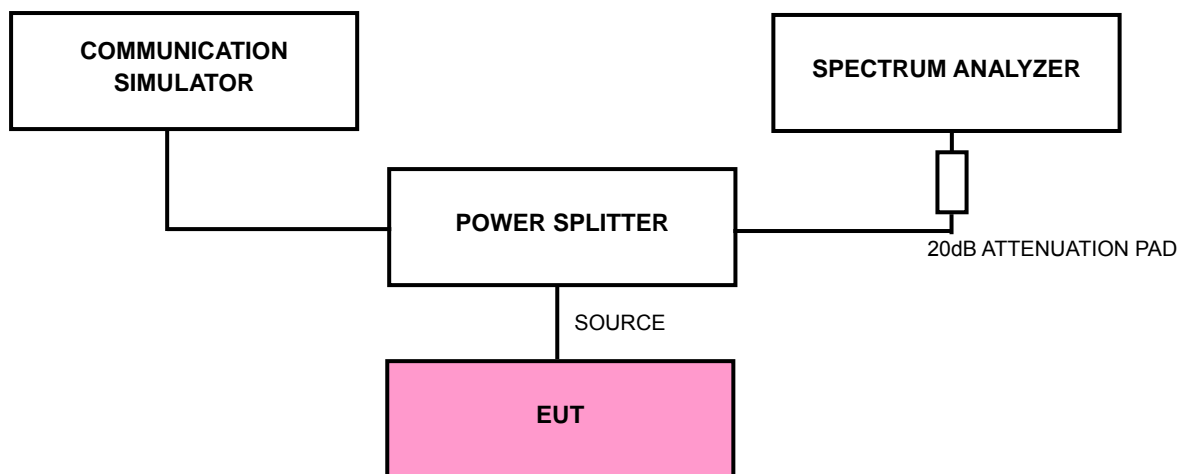 COMMUNICATION
SIMULATOR
SPECTRUM ANALYZER
POWER SPLITTER
20dB ATTENUATION PAD
SOURCE
EUT